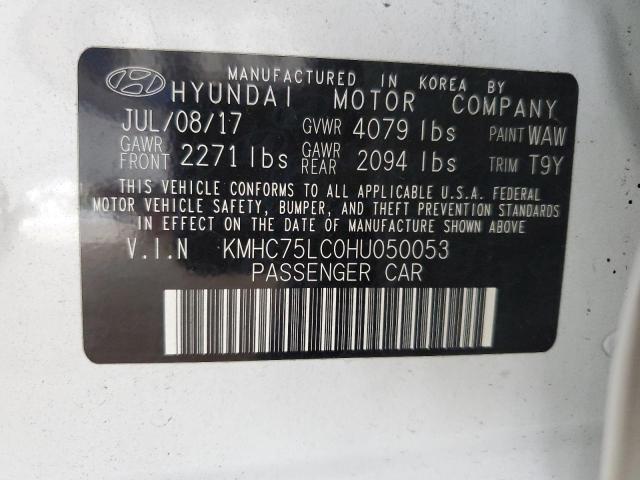 MANUFACTURED IN KOREA BY
HYUNDAI MOTOR COMPANY
JUL/08/17 GVWR 4079 lbs PAINT WAW
GAWR FRONT 2271 lbs GAWR REAR 2094 lbs TRIM T9Y
THIS VEHICLE CONFORMS TO ALL APPLICABLE U.S.A. FEDERAL
MOTOR VEHICLE SAFETY, BUMPER, AND THEFT PREVENTION STANDARDS
IN EFFECT ON THE DATE OF MANUFACTURE SHOWN ABOVE.
V.I.N KMHC75LC0HU050053
PASSENGER CAR